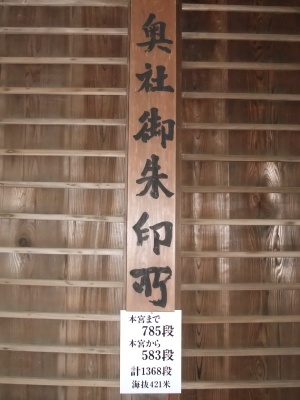 奥社御朱印所
本宮まで
785段
本宮から
583段
計1368段
海抜421米